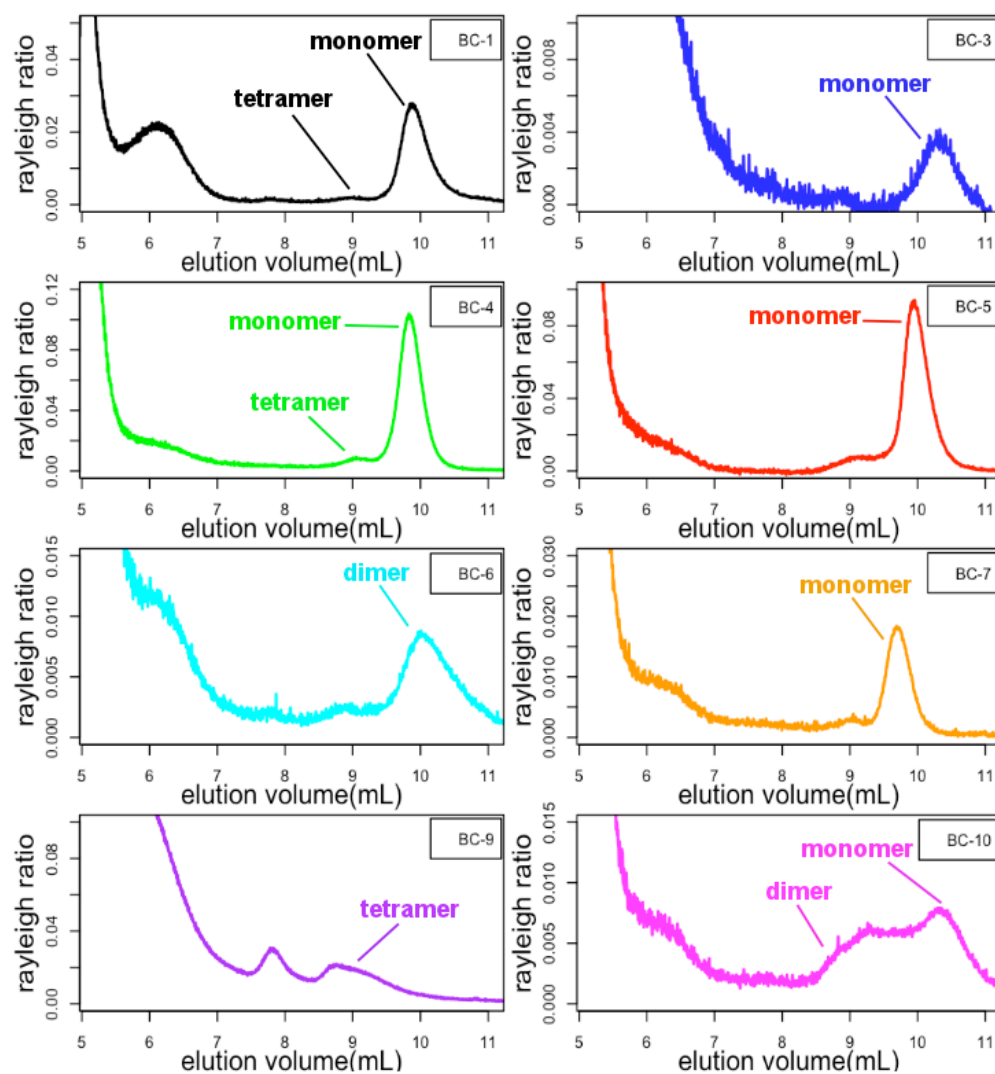 rayleigh ratio
0.00 0.02 0.04
monomer
tetramer
BC-1
5 6 7 8 9 10 11
elution volume(mL)
rayleigh ratio
0.000 0.004 0.008
monomer
BC-3
5 6 7 8 9 10 11
elution volume(mL)
rayleigh ratio
0.00 0.04 0.08 0.12
monomer
tetramer
BC-4
5 6 7 8 9 10 11
elution volume(mL)
rayleigh ratio
0.00 0.04 0.08
monomer
BC-5
5 6 7 8 9 10 11
elution volume(mL)
rayleigh ratio
0.000 0.005 0.010 0.015
dimer
BC-6
5 6 7 8 9 10 11
elution volume(mL)
rayleigh ratio
0.000 0.010 0.020 0.030
monomer
BC-7
5 6 7 8 9 10 11
elution volume(mL)
rayleigh ratio
0.00 0.04 0.08
tetramer
BC-9
5 6 7 8 9 10 11
elution volume(mL)
rayleigh ratio
0.000 0.005 0.010 0.015
monomer
dimer
BC-10
5 6 7 8 9 10 11
elution volume(mL)